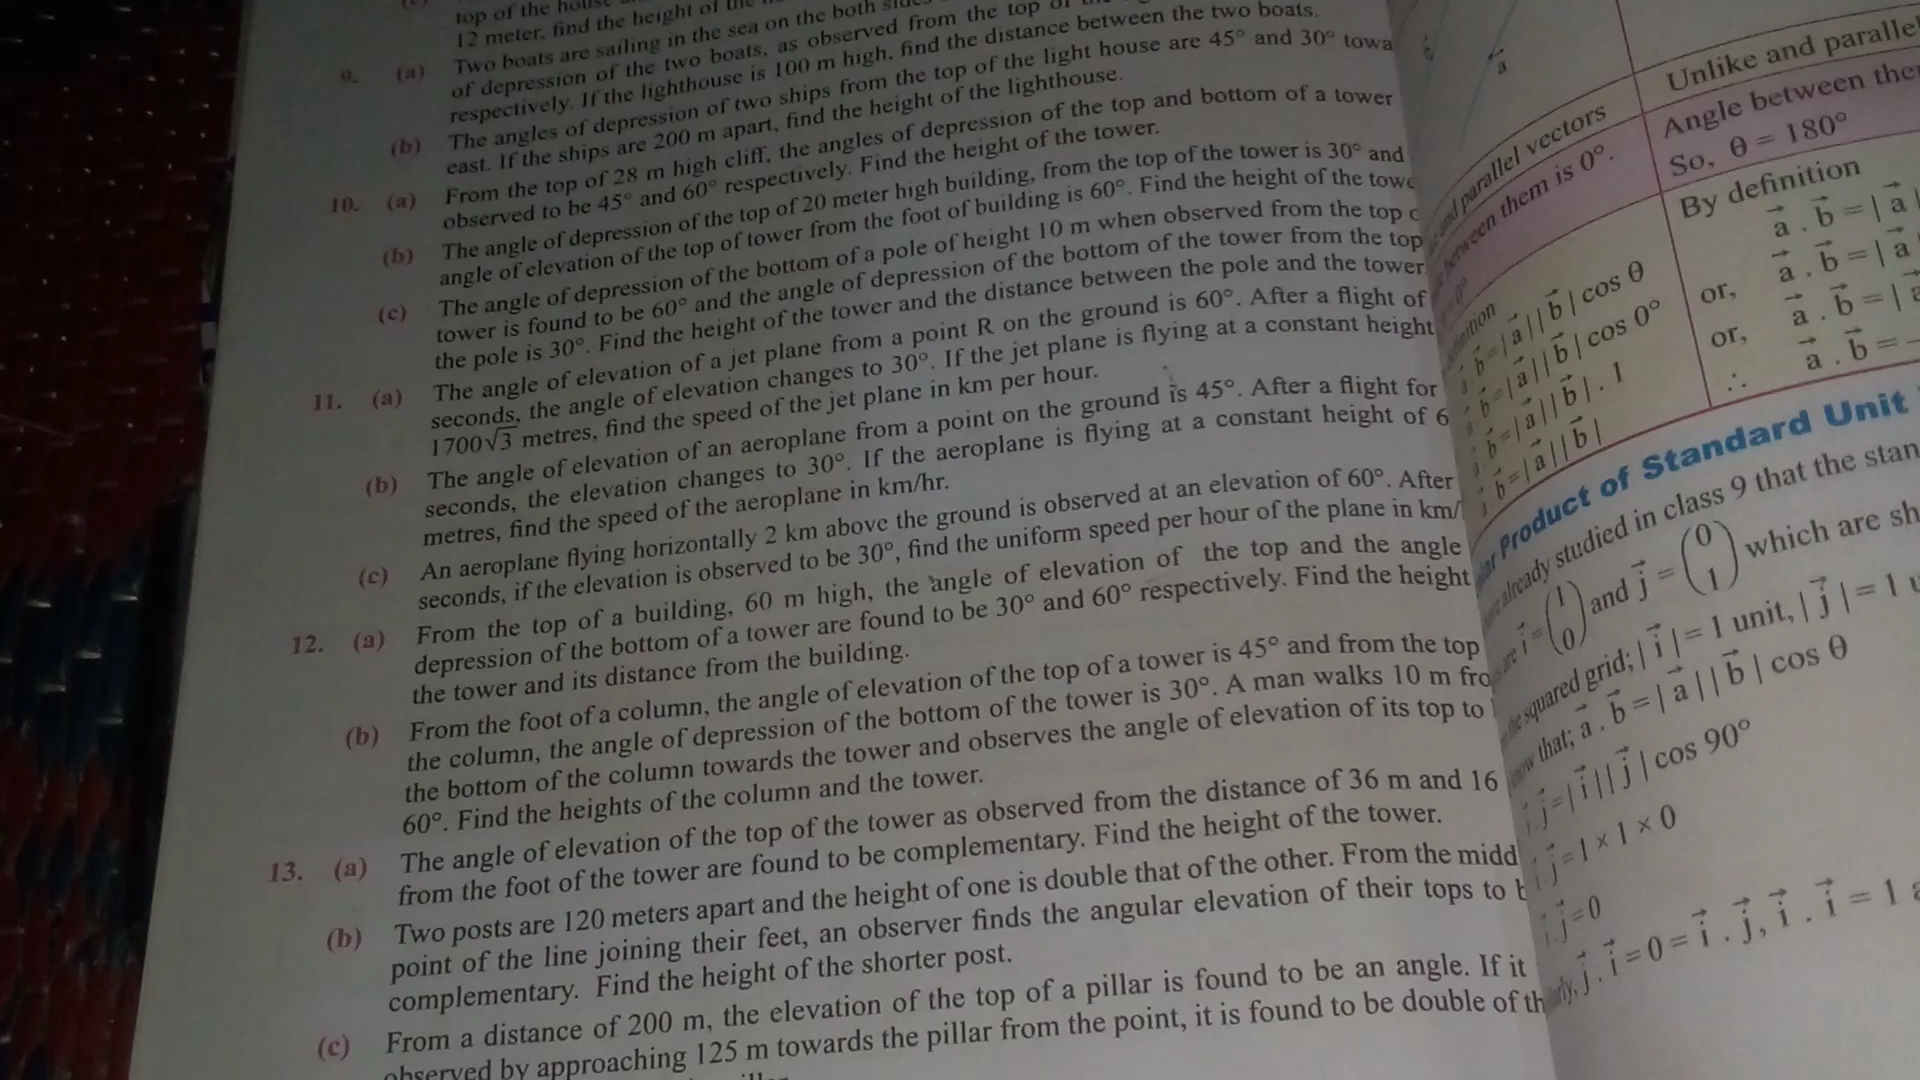 top of the house
12 meter, find the height of the
9. (a) Two boats are sailing in the sea on the both
of depression of the two boats, as observed from the top of
respectively. If the lighthouse is 100 m high, find the distance between the two boats.
(b) The angles of depression of two ships from the top of the light house are 45° and 30° towa
east. If the ships are 200 m apart, find the height of the lighthouse.
10. (a) From the top of 28 m high cliff, the angles of depression of the top and bottom of a tower
observed to be 45° and 60° respectively. Find the height of the tower.
(b) The angle of depression of the top of 20 meter high building, from the top of the tower is 30° and
angle of elevation of the top of tower from the foot of building is 60°. Find the height of the towe
(c) The angle of depression of the bottom of a pole of height 10 m when observed from the top o
tower is found to be 60° and the angle of depression of the bottom of the tower from the top
the pole is 30°. Find the height of the tower and the distance between the pole and the tower
11. (a) The angle of elevation of a jet plane from a point R on the ground is 60°. After a flight of
seconds, the angle of elevation changes to 30°. If the jet plane is flying at a constant height
1700√3 metres, find the speed of the jet plane in km per hour.
(b) The angle of elevation of an aeroplane from a point on the ground is 45°. After a flight for
seconds, the elevation changes to 30°. If the aeroplane is flying at a constant height of 6
metres, find the speed of the aeroplane in km/hr.
(c) An aeroplane flying horizontally 2 km above the ground is observed at an elevation of 60°. After
seconds, if the elevation is observed to be 30°, find the uniform speed per hour of the plane in km/
12. (a) From the top of a building, 60 m high, the angle of elevation of the top and the angle
depression of the bottom of a tower are found to be 30° and 60° respectively. Find the height
the tower and its distance from the building.
(b) From the foot of a column, the angle of elevation of the top of a tower is 45° and from the top
the column, the angle of depression of the bottom of the tower is 30°. A man walks 10 m fro
the bottom of the column towards the tower and observes the angle of elevation of its top to
60°. Find the heights of the column and the tower.
13. (a) The angle of elevation of the top of the tower as observed from the distance of 36 m and 16
from the foot of the tower are found to be complementary. Find the height of the tower.
(b) Two posts are 120 meters apart and the height of one is double that of the other. From the midd
point of the line joining their feet, an observer finds the angular elevation of their tops to b
complementary. Find the height of the shorter post.
(c) From a distance of 200 m, the elevation of the top of a pillar is found to be an angle. If it
observed by approaching 125 m towards the pillar from the point, it is found to be double of th
a
parallel vectors
Unlike and parallel
between them is 0°.
Angle between the
So, θ = 180°
By definition
a⃗ . b⃗ = | a⃗ |
or, a⃗ . b⃗ = | a⃗
or, a⃗ . b⃗ = |
∴ a⃗ . b⃗ = –
b⃗ = | a⃗ | | b⃗ | cos θ
b⃗ = | a⃗ | | b⃗ | cos 0°
b⃗ = | a⃗ | | b⃗ | . 1
b⃗ = | a⃗ | | b⃗ |
Product of Standard Unit
already studied in class 9 that the stan
are i⃗ = (1 0) and j⃗ = (0 1) which are sh
squared grid; | i⃗ | = 1 unit, | j⃗ | = 1 u
that; a⃗ . b⃗ = | a⃗ | | b⃗ | cos θ
i⃗ . j⃗ = | i⃗ | | j⃗ | cos 90°
i⃗ . j⃗ = 1 × 1 × 0
i⃗ . j⃗ = 0
j⃗ . i⃗ = 0 = i⃗ . j⃗, i⃗ . i⃗ = 1